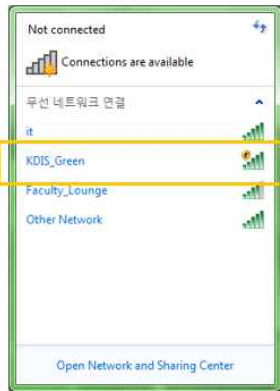 Not connected
Connections are available
무선 네트워크 연결
it
KDIS_Green
Faculty_Lounge
Other Network
Open Network and Sharing Center